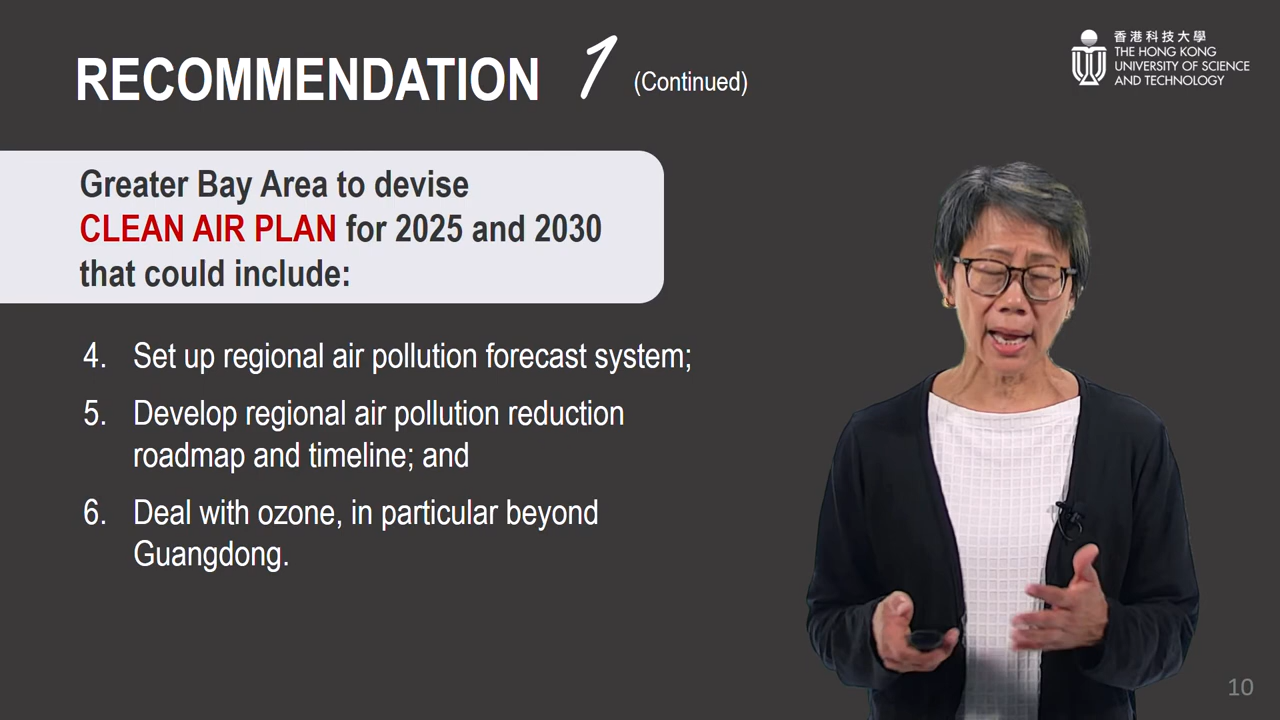 RECOMMENDATION 1 (Continued)
香港科技大學
THE HONG KONG
UNIVERSITY OF SCIENCE
AND TECHNOLOGY
Greater Bay Area to devise
CLEAN AIR PLAN for 2025 and 2030
that could include:
4. Set up regional air pollution forecast system;
5. Develop regional air pollution reduction
roadmap and timeline; and
6. Deal with ozone, in particular beyond
Guangdong.
10